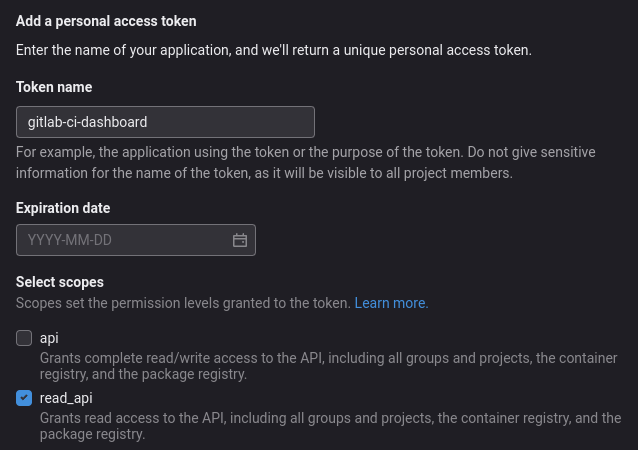 Add a personal access token
Enter the name of your application, and we'll return a unique personal access token.
Token name
gitlab-ci-dashboard
For example, the application using the token or the purpose of the token. Do not give sensitive
information for the name of the token, as it will be visible to all project members.
Expiration date
YYYY-MM-DD
Select scopes
Scopes set the permission levels granted to the token. Learn more.
api
Grants complete read/write access to the API, including all groups and projects, the container
registry, and the package registry.
read_api
Grants read access to the API, including all groups and projects, the container registry, and the
package registry.